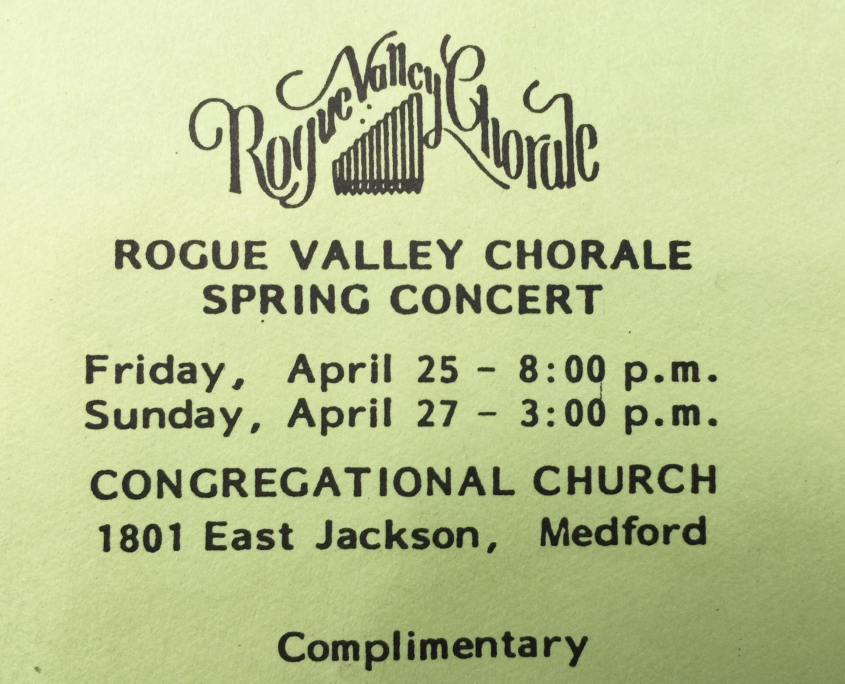 Rogue Valley Chorale
ROGUE VALLEY CHORALE
SPRING CONCERT
Friday, April 25 - 8:00 p.m.
Sunday, April 27 - 3:00 p.m.
CONGREGATIONAL CHURCH
1801 East Jackson, Medford
Complimentary